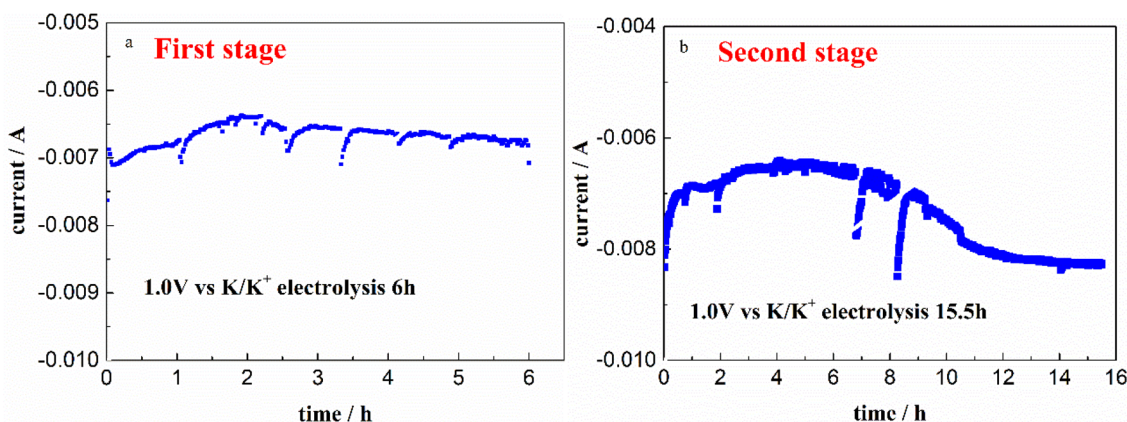 a First stage
-0.005
-0.006
-0.007
-0.008
-0.009
-0.010
current / A
1.0V vs K/K⁺ electrolysis 6h
0 1 2 3 4 5 6
time / h
b Second stage
-0.004
-0.006
-0.008
-0.010
current / A
1.0V vs K/K⁺ electrolysis 15.5h
0 2 4 6 8 10 12 14 16
time / h